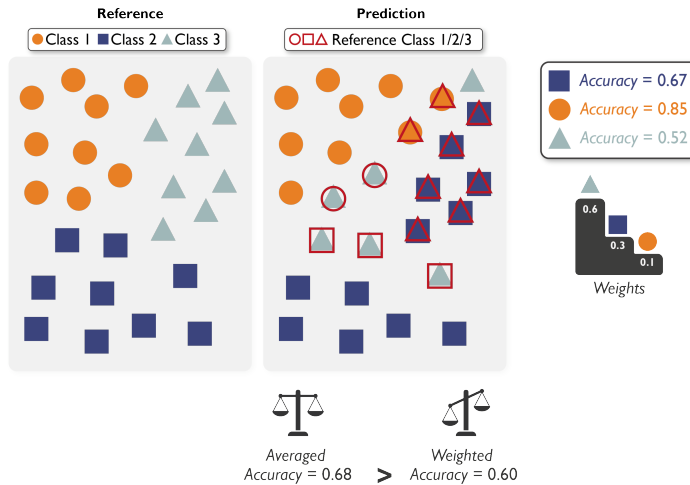 Reference
Class 1 Class 2 Class 3
Prediction
Reference Class 1/2/3
Accuracy = 0.67
Accuracy = 0.85
Accuracy = 0.52
0.6
0.3
0.1
Weights
Averaged
Accuracy = 0.68
>
Weighted
Accuracy = 0.60